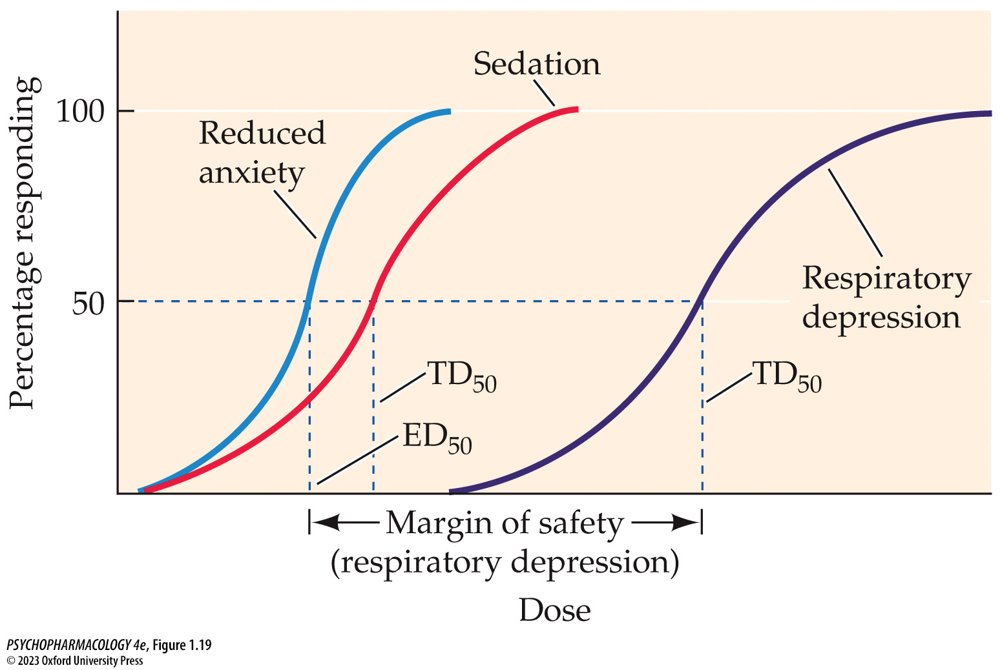 Sedation
100
Reduced
anxiety
Percentage responding
Respiratory
depression
50
TD50
TD50
ED50
Margin of safety
(respiratory depression)
Dose
PSYCHOPHARMACOLOGY 4e, Figure 1.19
© 2023 Oxford University Press